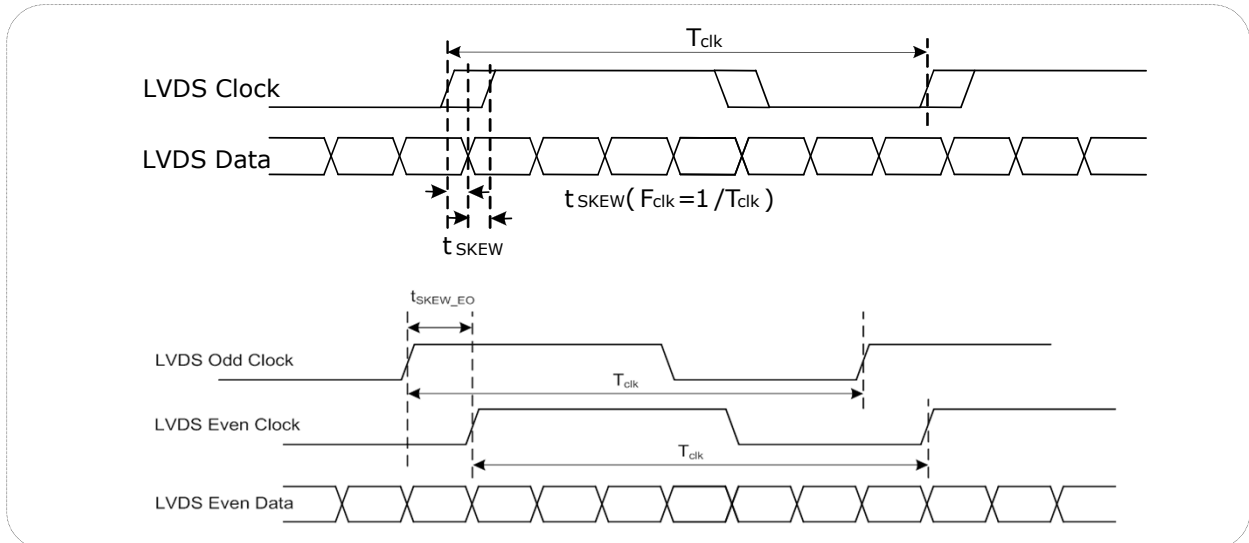 Tclk
LVDS Clock
LVDS Data
tSKEW( Fclk =1 /Tclk )
tSKEW
tSKEW_EO
LVDS Odd Clock
Tclk
LVDS Even Clock
Tclk
LVDS Even Data